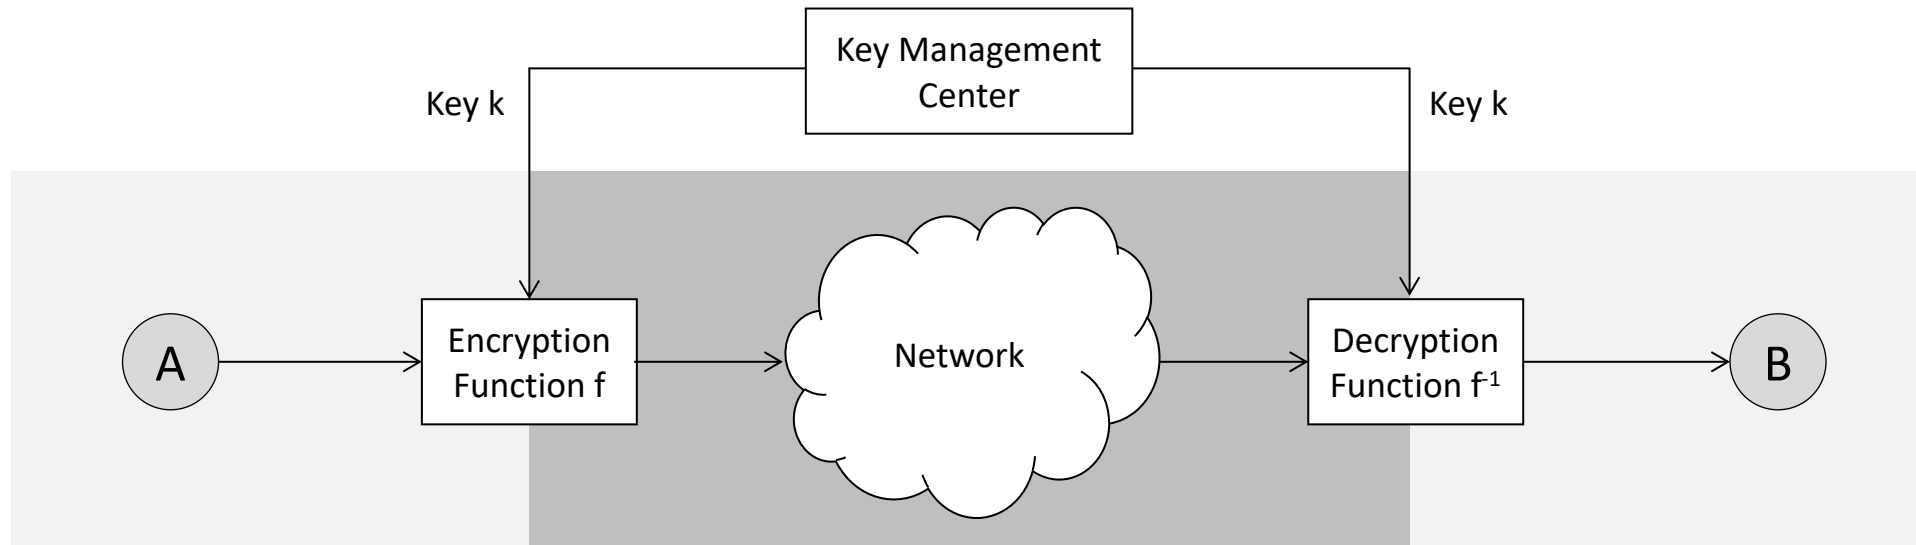 Key Management
Center
Key k
Key k
Encryption
Function f
Network
Decryption
Function f⁻¹
A
B